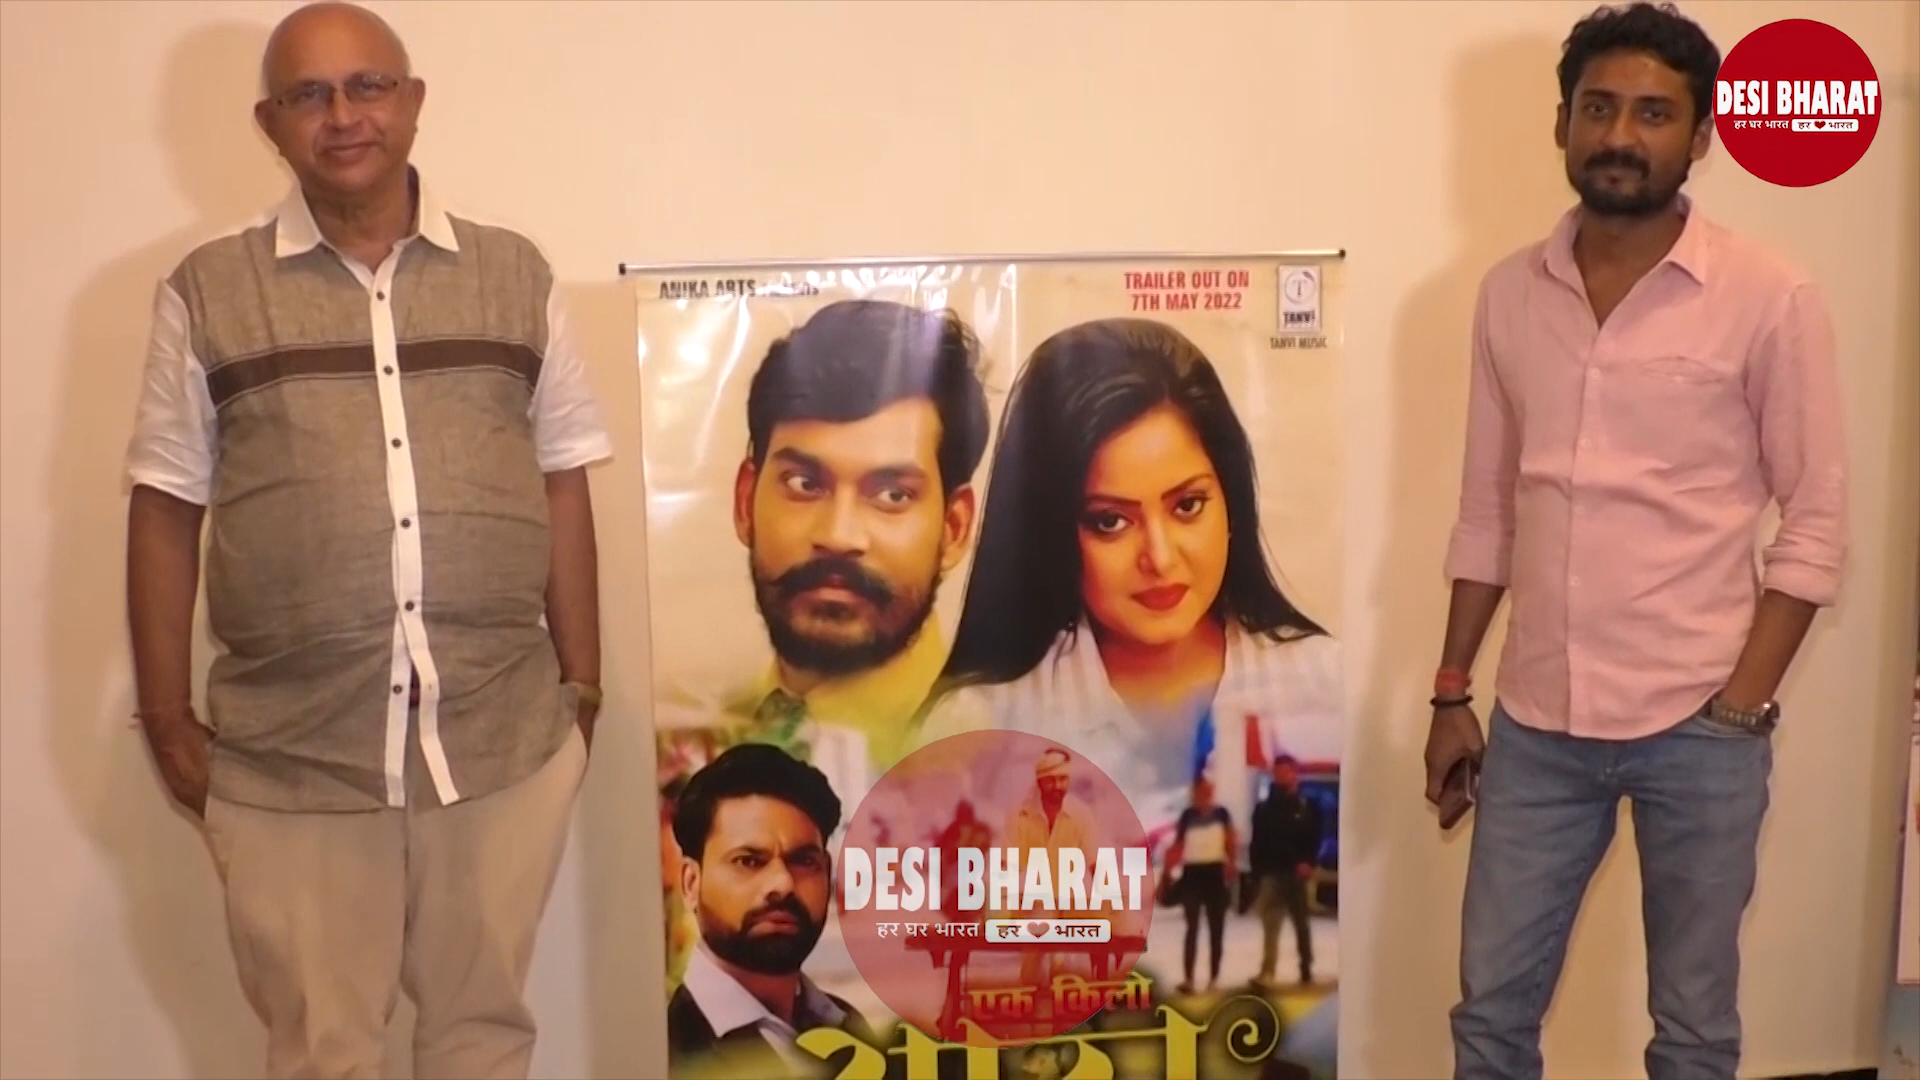 DESI BHARAT
हर घर भारत हर ❤ भारत
ANIKA ARTS
TRAILER OUT ON
7TH MAY 2022
TANVI
TANVI MUSIC
DESI BHARAT
हर घर भारत हर ❤ भारत
एक किलो